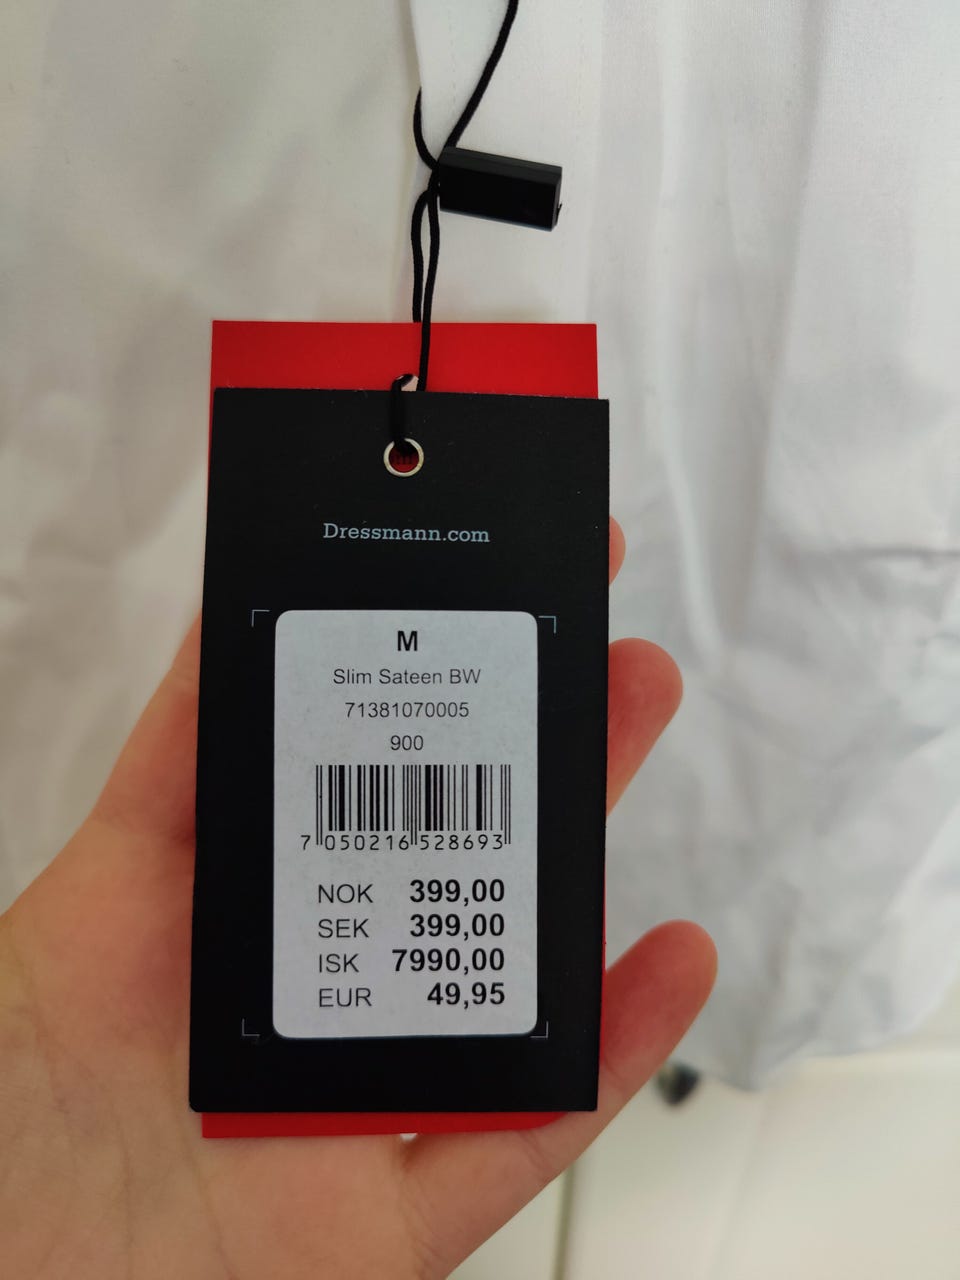 Dressmann.com
M
Slim Sateen BW
71381070005
900
7 050216 528693
NOK 399,00
SEK 399,00
ISK 7990,00
EUR 49,95